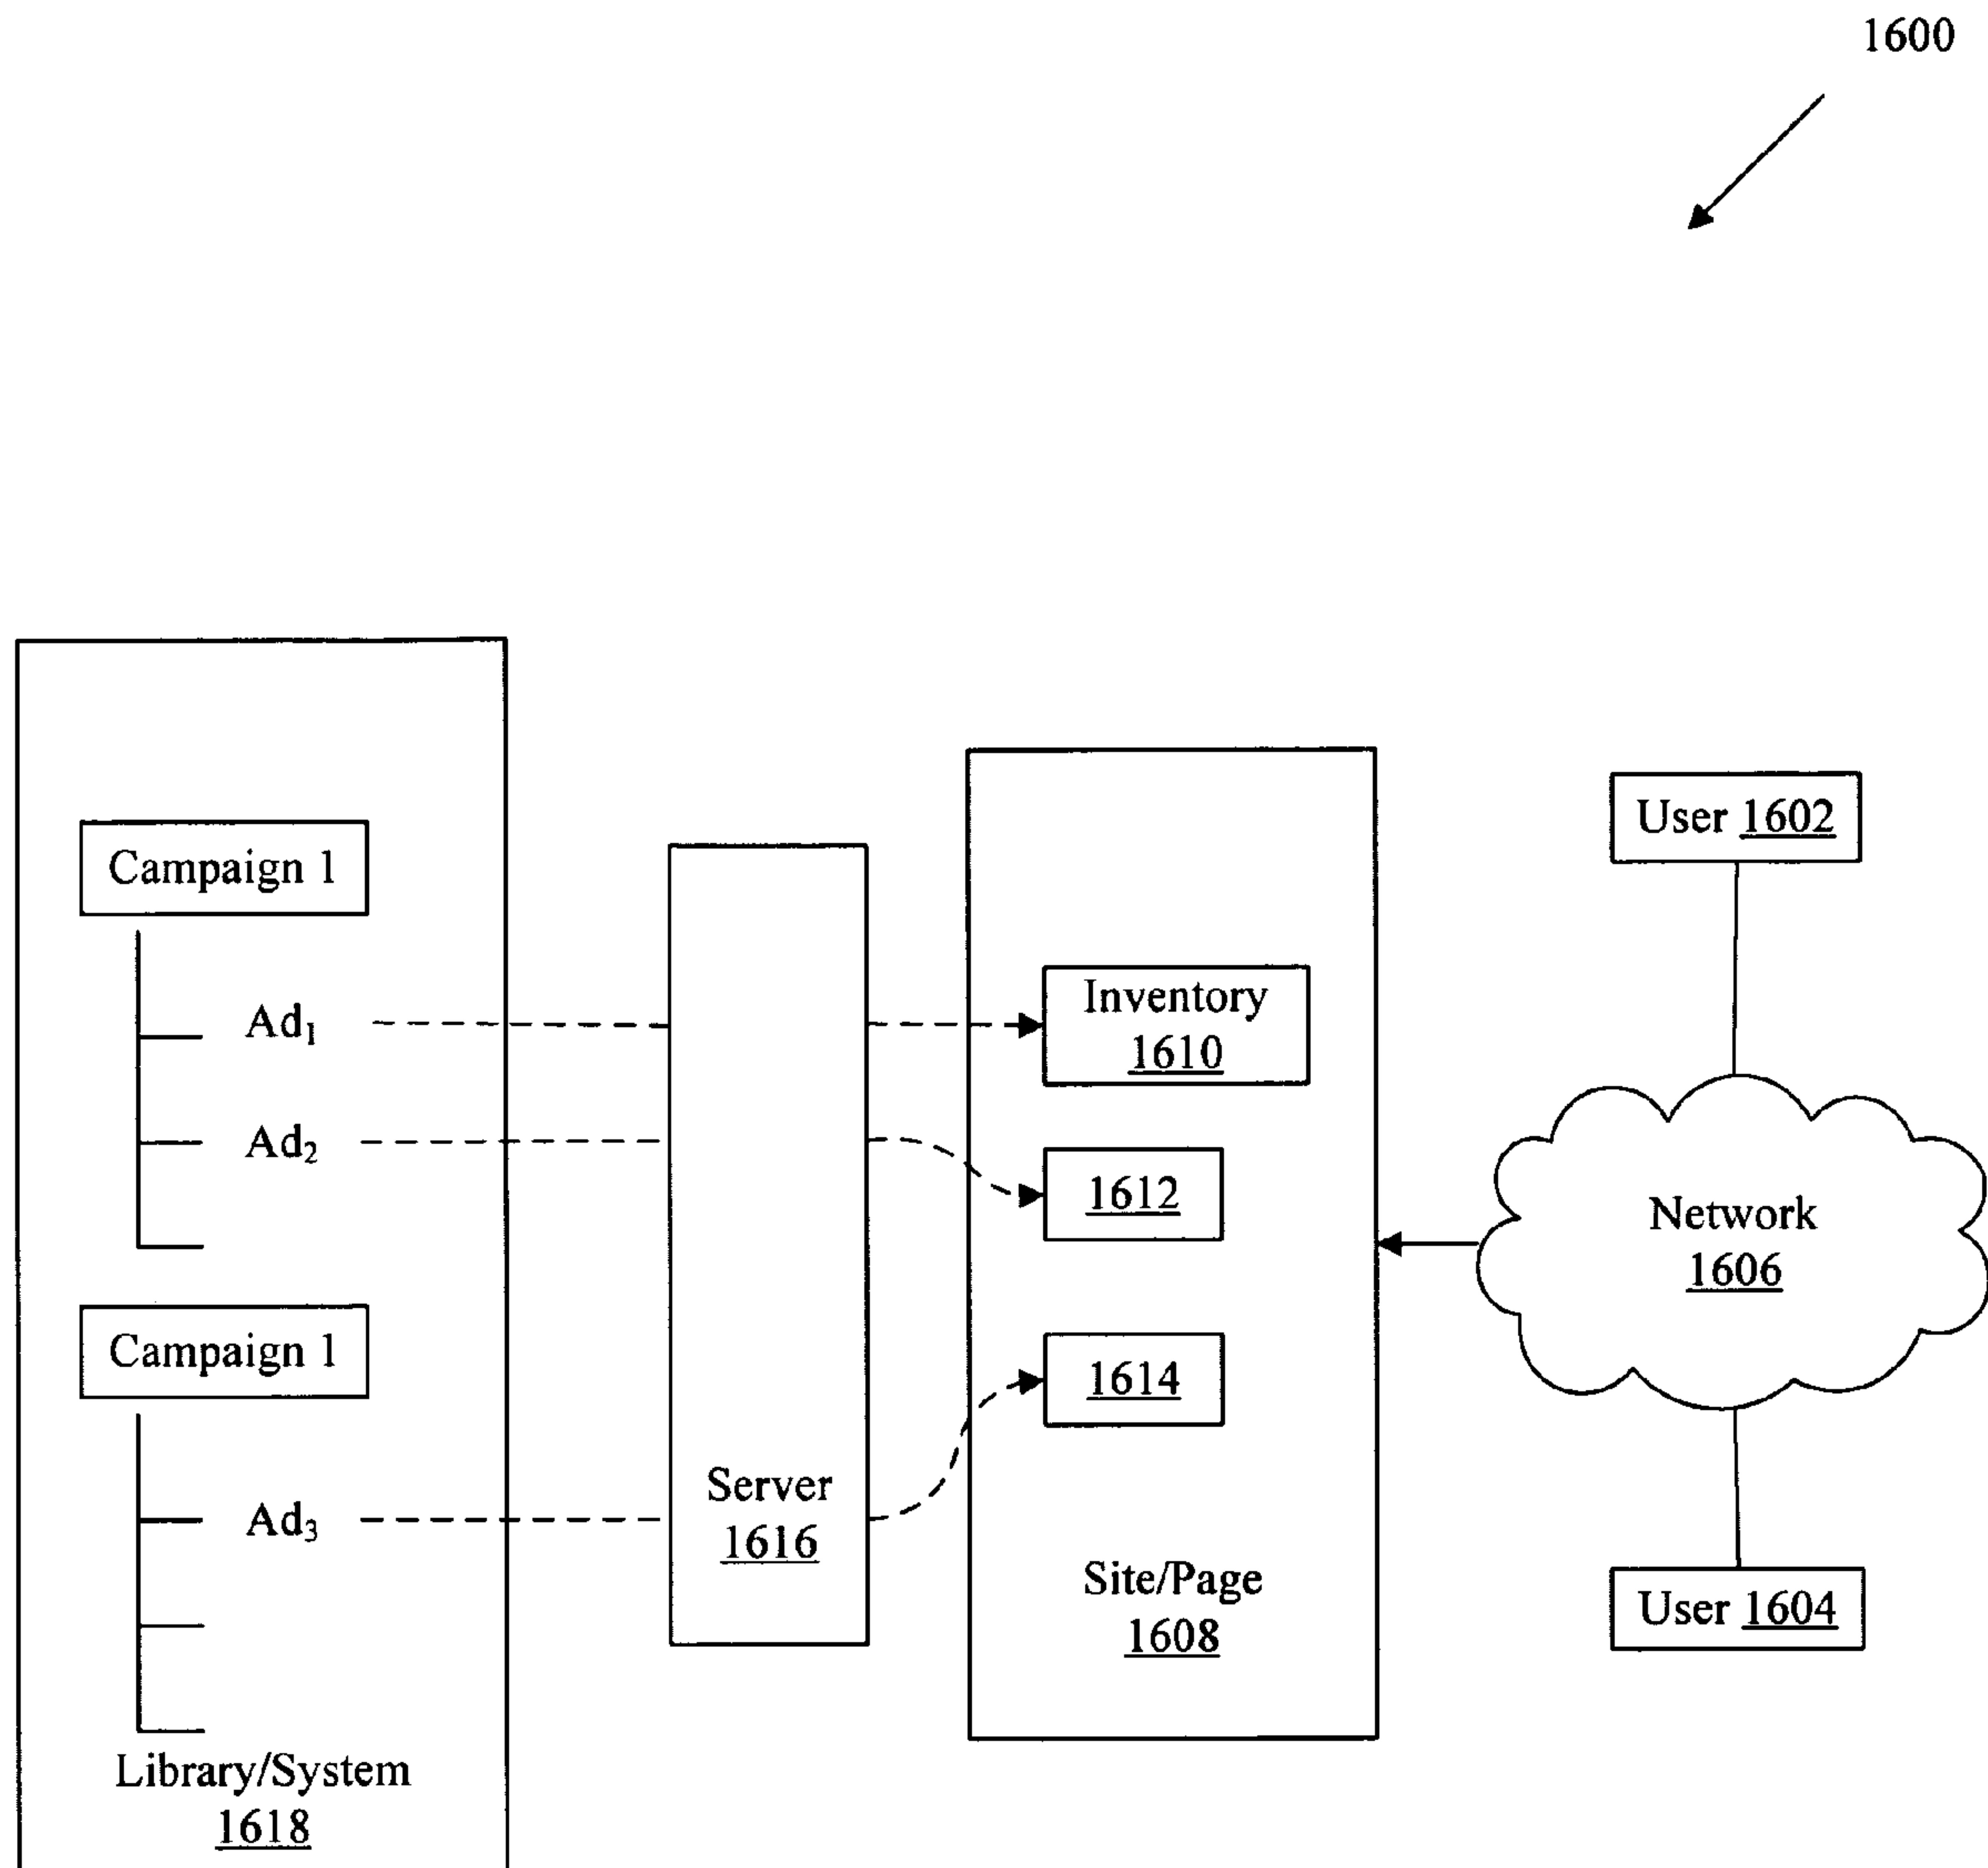 1600
Campaign 1
Ad1
Ad2
Campaign 1
Ad3
Library/System
1618
Server
1616
Inventory
1610
1612
1614
Site/Page
1608
User 1602
Network
1606
User 1604